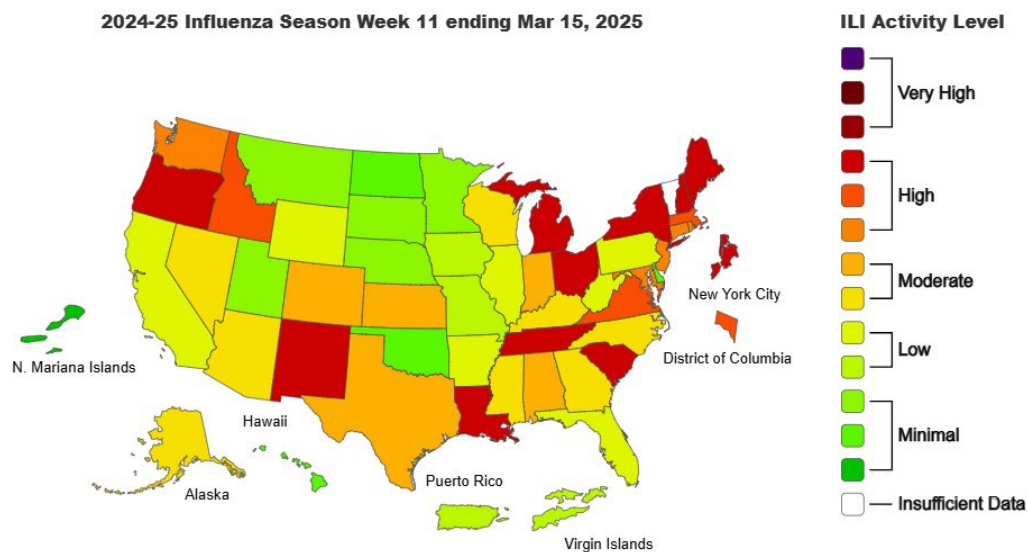 2024-25 Influenza Season Week 11 ending Mar 15, 2025
ILI Activity Level
Very High
High
Moderate
Low
Minimal
Insufficient Data
New York City
District of Columbia
N. Mariana Islands
Hawaii
Alaska
Puerto Rico
Virgin Islands